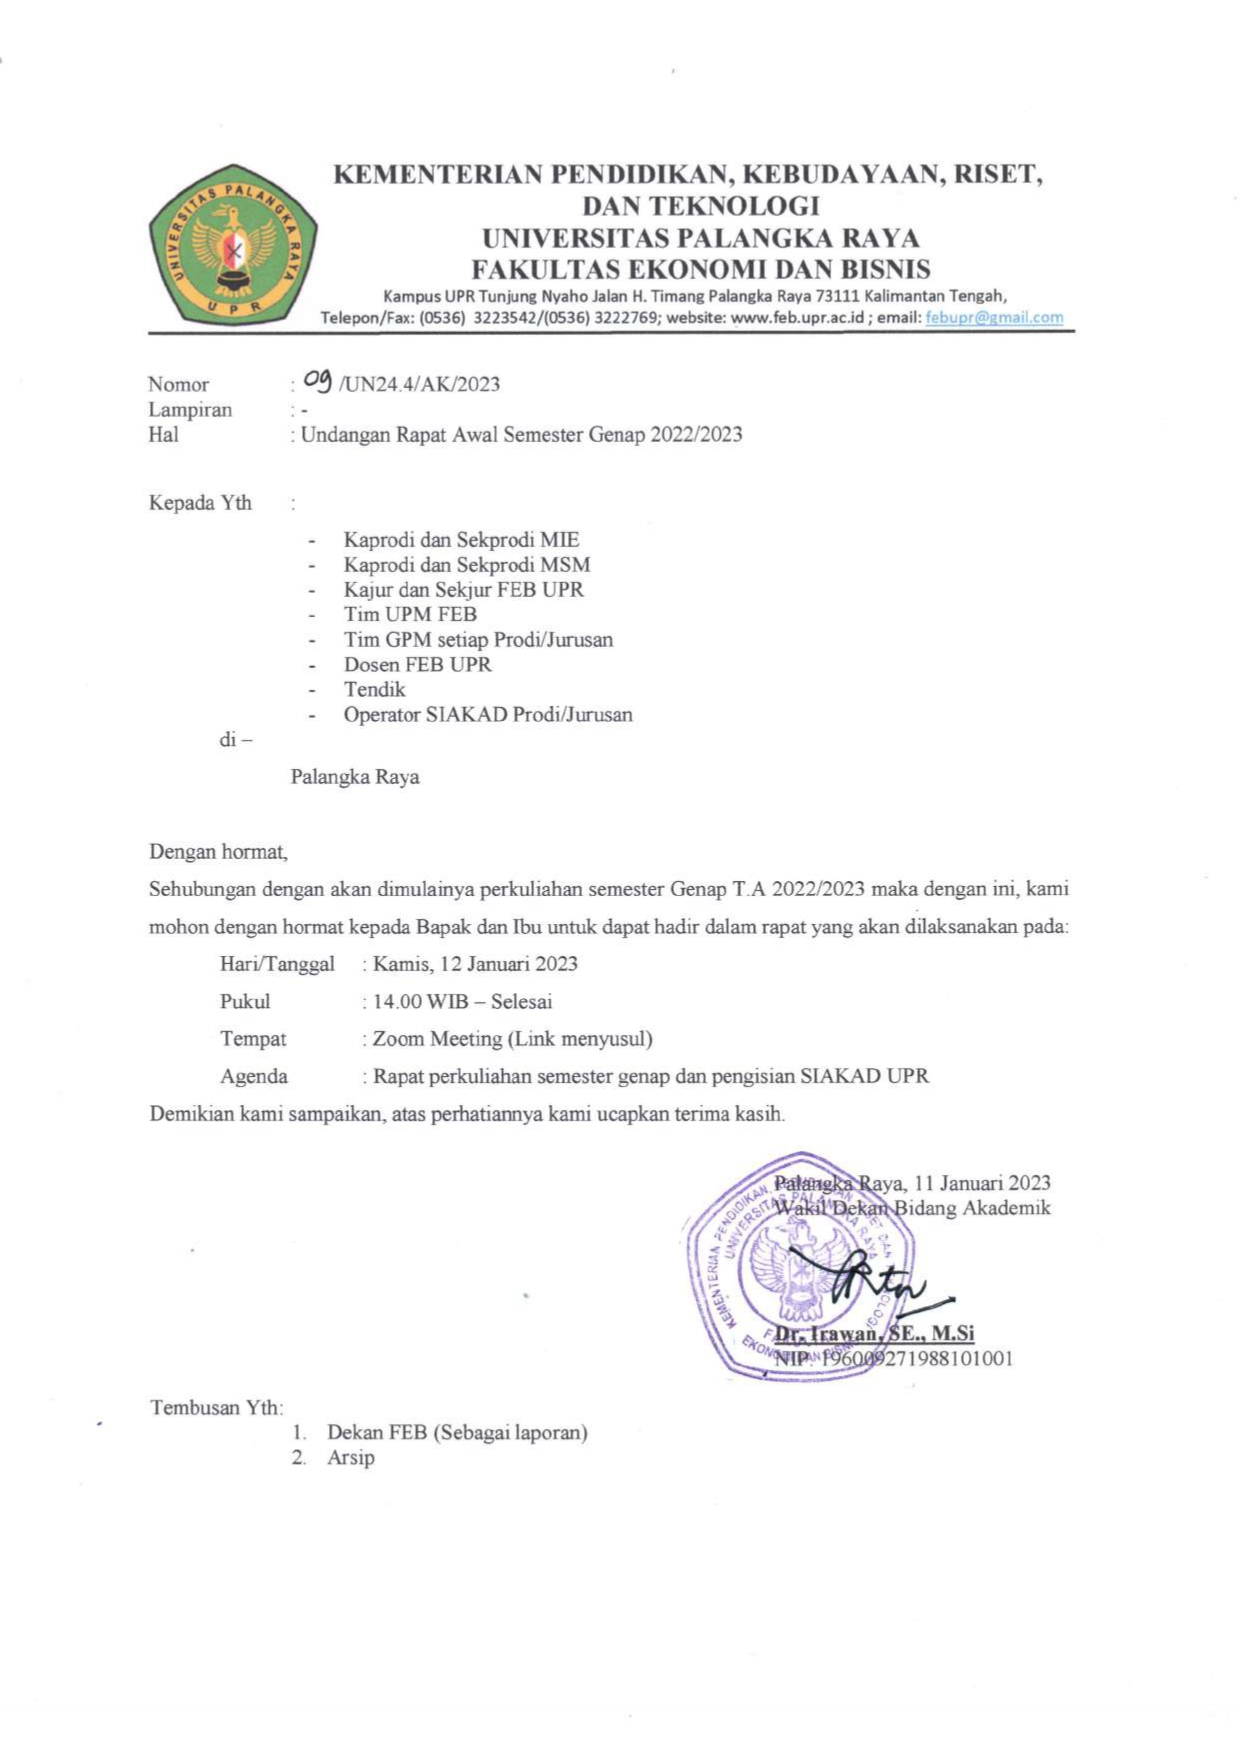 KEMENTERIAN PENDIDIKAN, KEBUDAYAAN, RISET,
DAN TEKNOLOGI
UNIVERSITAS PALANGKA RAYA
FAKULTAS EKONOMI DAN BISNIS
Kampus UPR Tunjung Nyaho Jalan H. Timang Palangka Raya 73111 Kalimantan Tengah,
Telepon/Fax: (0536) 3223542/(0536) 3222769; website: www.feb.upr.ac.id ; email: febupr@gmail.com
UNIVERSITAS PALANGKA RAYA
UPR
Nomor : 09 /UN24.4/AK/2023
Lampiran : -
Hal : Undangan Rapat Awal Semester Genap 2022/2023
Kepada Yth :
- Kaprodi dan Sekprodi MIE
- Kaprodi dan Sekprodi MSM
- Kajur dan Sekjur FEB UPR
- Tim UPM FEB
- Tim GPM setiap Prodi/Jurusan
- Dosen FEB UPR
- Tendik
- Operator SIAKAD Prodi/Jurusan
di –
Palangka Raya
Dengan hormat,
Sehubungan dengan akan dimulainya perkuliahan semester Genap T.A 2022/2023 maka dengan ini, kami
mohon dengan hormat kepada Bapak dan Ibu untuk dapat hadir dalam rapat yang akan dilaksanakan pada:
Hari/Tanggal : Kamis, 12 Januari 2023
Pukul : 14.00 WIB – Selesai
Tempat : Zoom Meeting (Link menyusul)
Agenda : Rapat perkuliahan semester genap dan pengisian SIAKAD UPR
Demikian kami sampaikan, atas perhatiannya kami ucapkan terima kasih.
Palangka Raya, 11 Januari 2023
Wakil Dekan Bidang Akademik
KEMENTERIAN PENDIDIKAN, KEBUDAYAAN, RISET DAN TEKNOLOGI
UNIVERSITAS PALANGKA RAYA
Dr. Irawan, SE., M.Si
NIP. 196009271988101001
Tembusan Yth:
1. Dekan FEB (Sebagai laporan)
2. Arsip